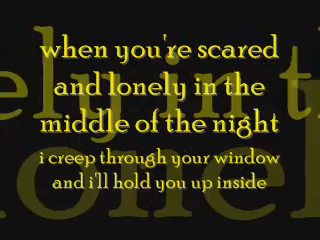 when you're scared
and lonely in the
middle of the night
i creep through your window
and i'll hold you up inside